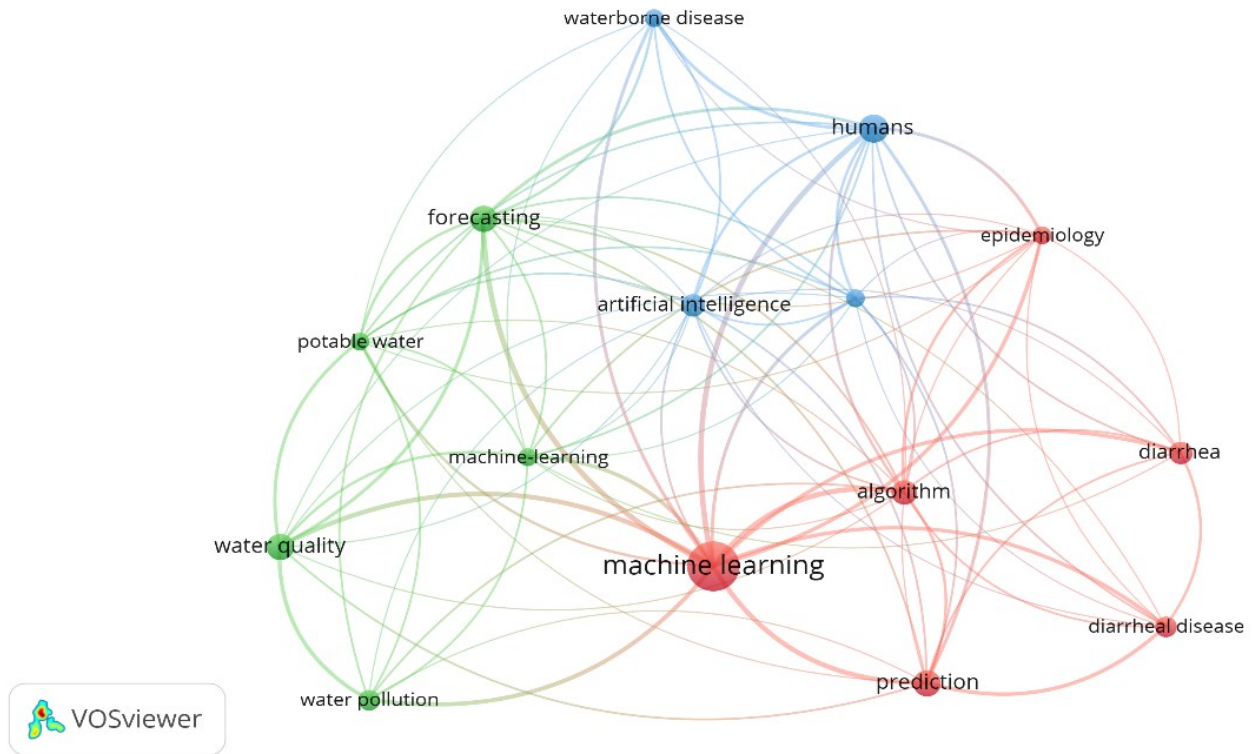 waterborne disease
humans
forecasting
epidemiology
artificial intelligence
potable water
machine-learning
diarrhea
algorithm
water quality
machine learning
diarrheal disease
prediction
water pollution
VOSviewer